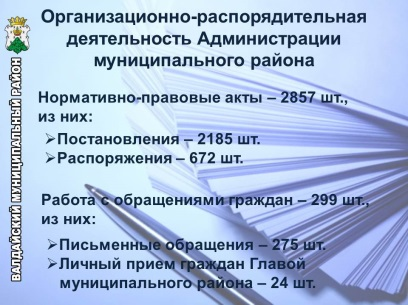 Организационно-распорядительная
деятельность Администрации
муниципального района
Нормативно-правовые акты – 2857 шт.,
из них:
➢Постановления – 2185 шт.
➢Распоряжения – 672 шт.
Работа с обращениями граждан – 299 шт.,
из них:
➢Письменные обращения – 275 шт.
➢Личный прием граждан Главой
муниципального района – 24 шт.
ВАЛДАЙСКИЙ МУНИЦИПАЛЬНЫЙ РАЙОН